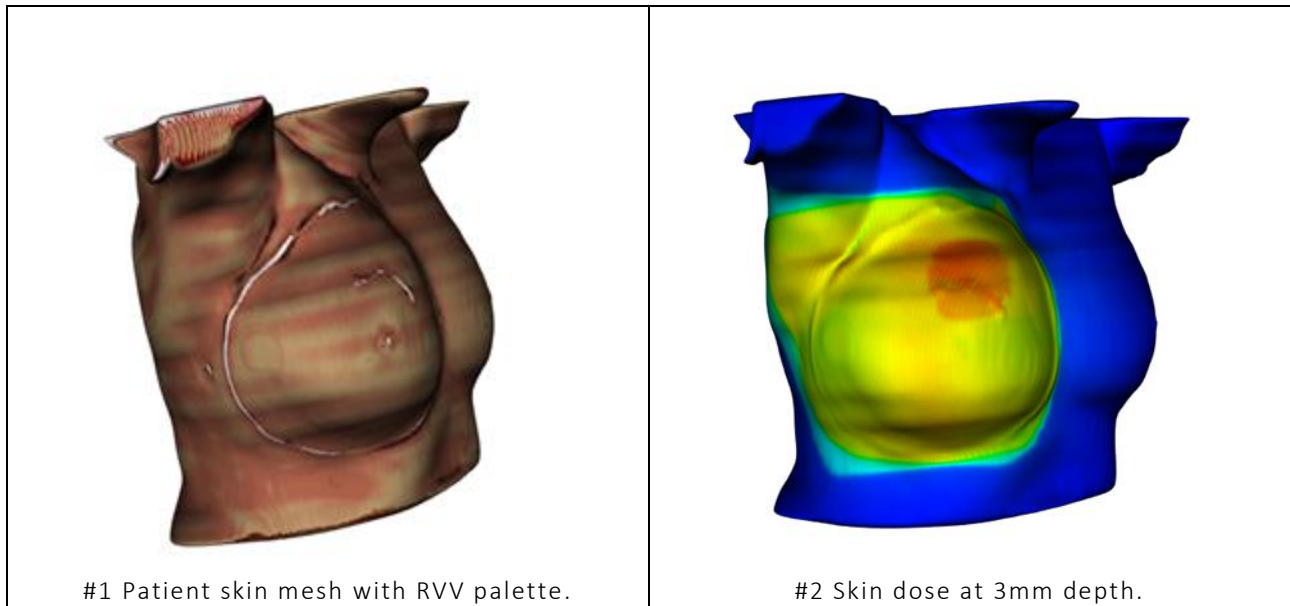 #1 Patient skin mesh with RVV palette.
#2 Skin dose at 3mm depth.